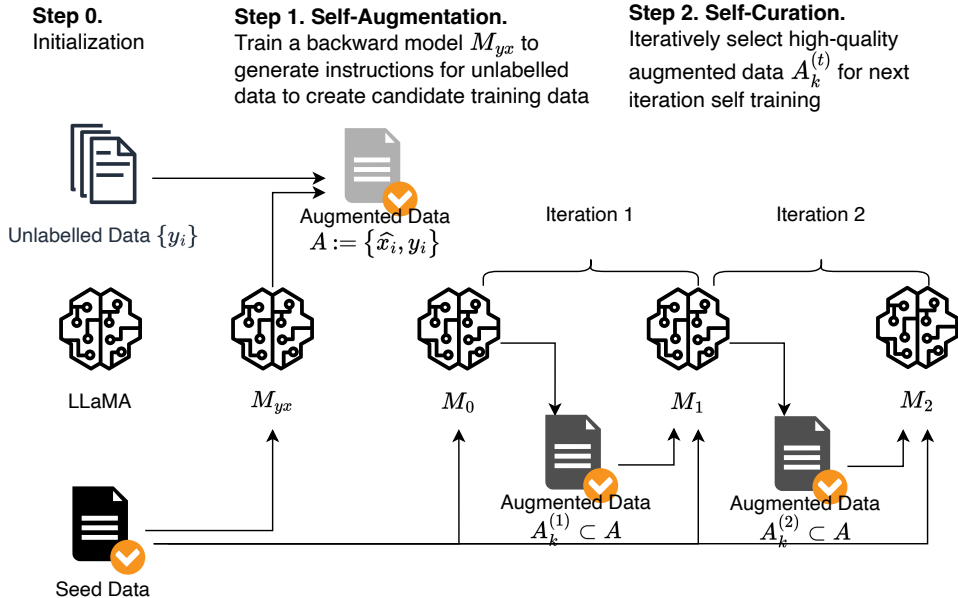 Step 0.
Initialization
Step 1. Self-Augmentation.
Train a backward model $M_{yx}$ to
generate instructions for unlabelled
data to create candidate training data
Step 2. Self-Curation.
Iteratively select high-quality
augmented data $A_k^{(t)}$ for next
iteration self training
Unlabelled Data $\{y_i\}$
Augmented Data
$A := \{\widehat{x}_i, y_i\}$
Iteration 1
Iteration 2
LLaMA
$M_{yx}$
$M_0$
$M_1$
$M_2$
Augmented Data
$A_k^{(1)} \subset A$
Augmented Data
$A_k^{(2)} \subset A$
Seed Data